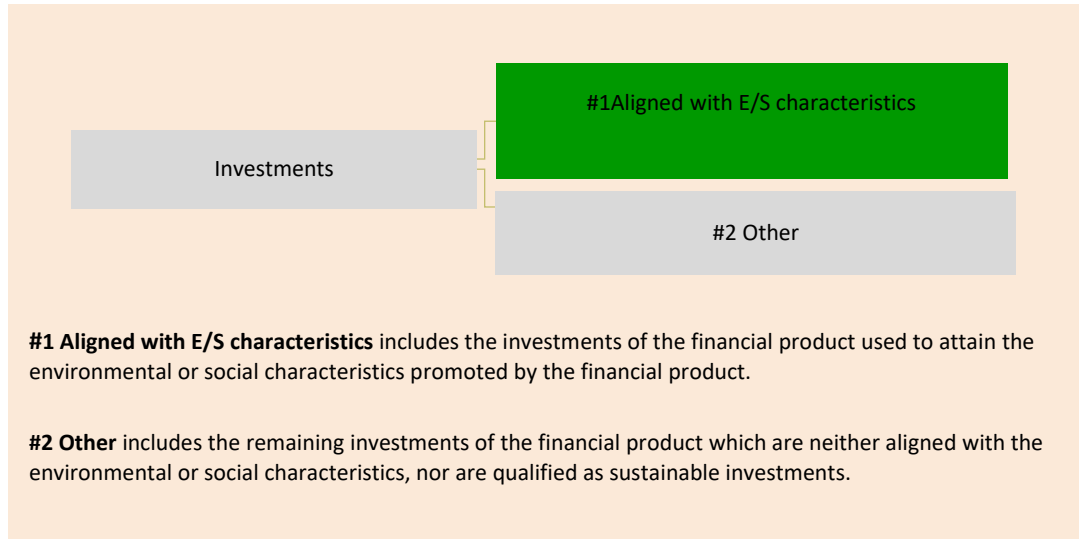 #1Aligned with E/S characteristics
Investments
#2 Other
#1 Aligned with E/S characteristics includes the investments of the financial product used to attain the
environmental or social characteristics promoted by the financial product.
#2 Other includes the remaining investments of the financial product which are neither aligned with the
environmental or social characteristics, nor are qualified as sustainable investments.